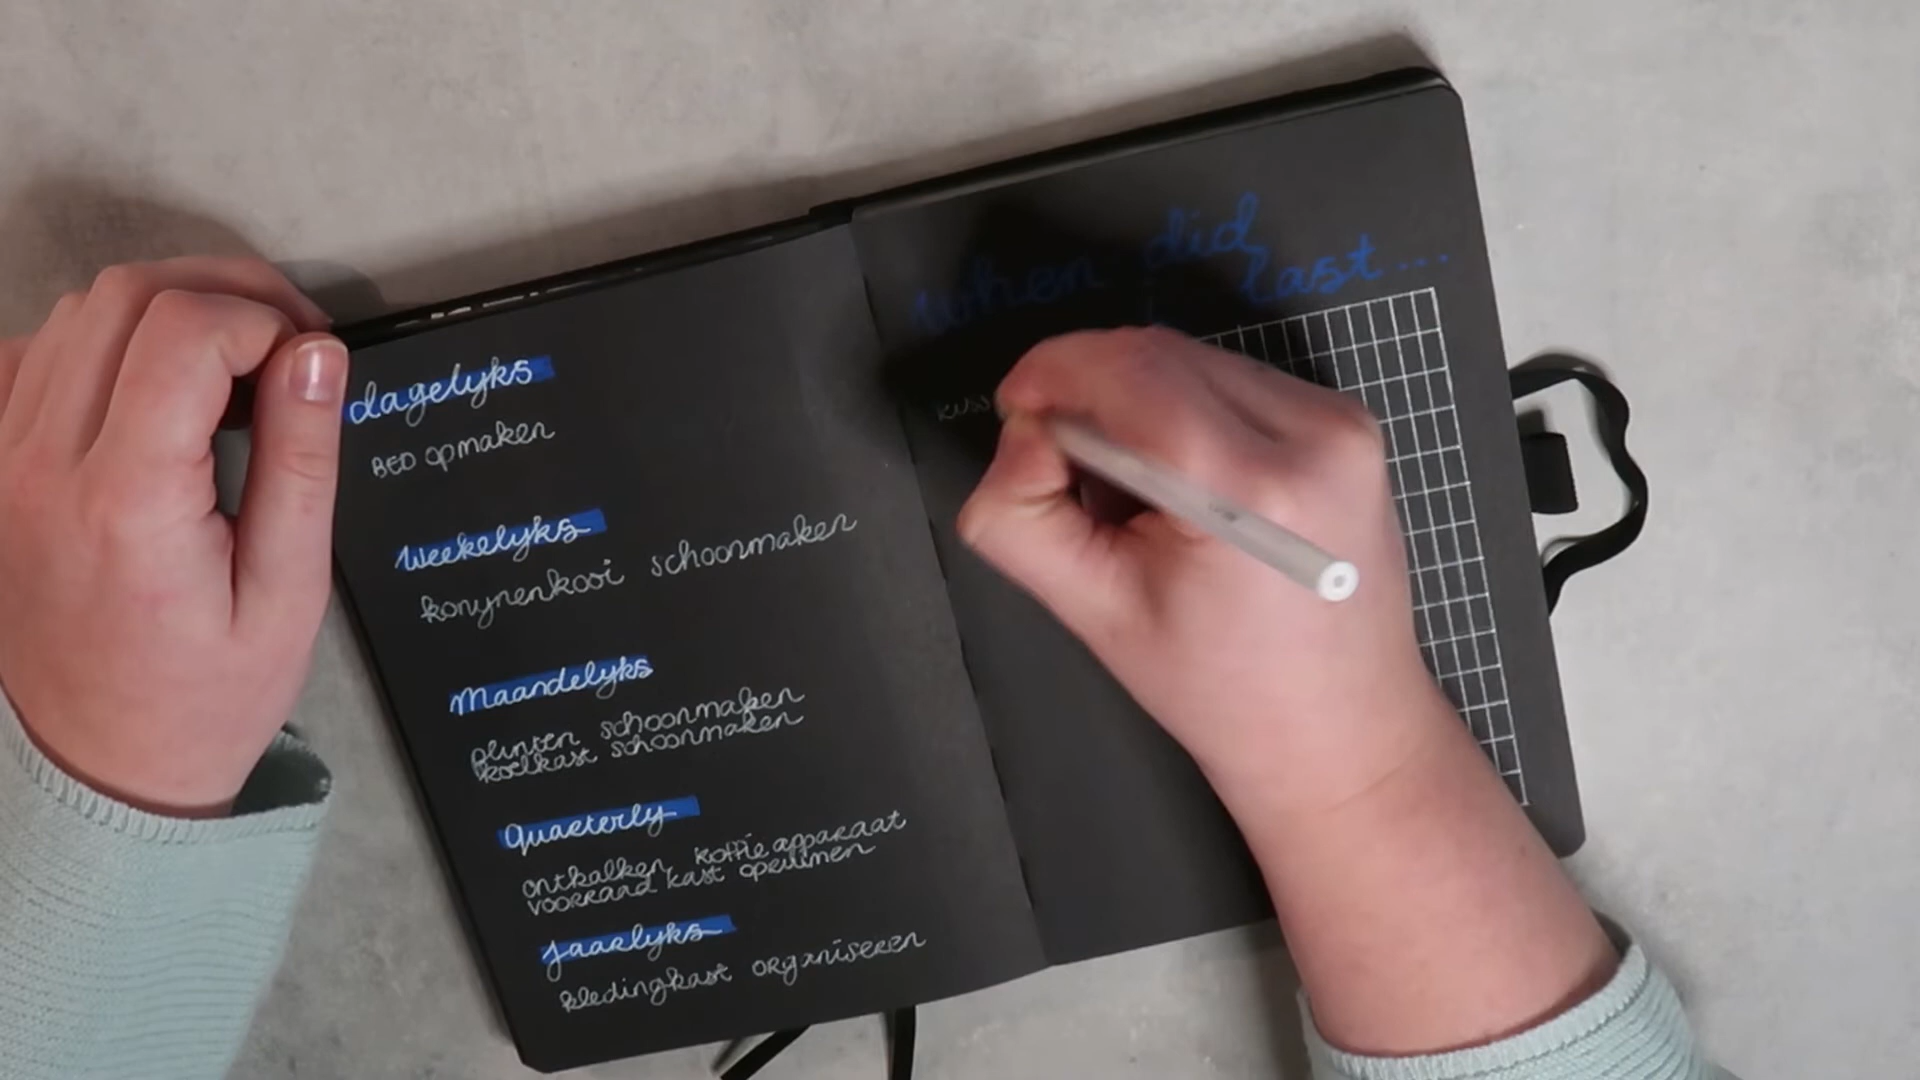 dagelyks
BED opmaken
weekelyks
konynenkooi schoonmaken
Maandelyks
plinten schoonmaken
koelkast schoonmaken
Quaeterly
ontkalken koffie apparaat
voorraad kast opruimen
jaarlyks
kledingkast organiseren
when did
last...